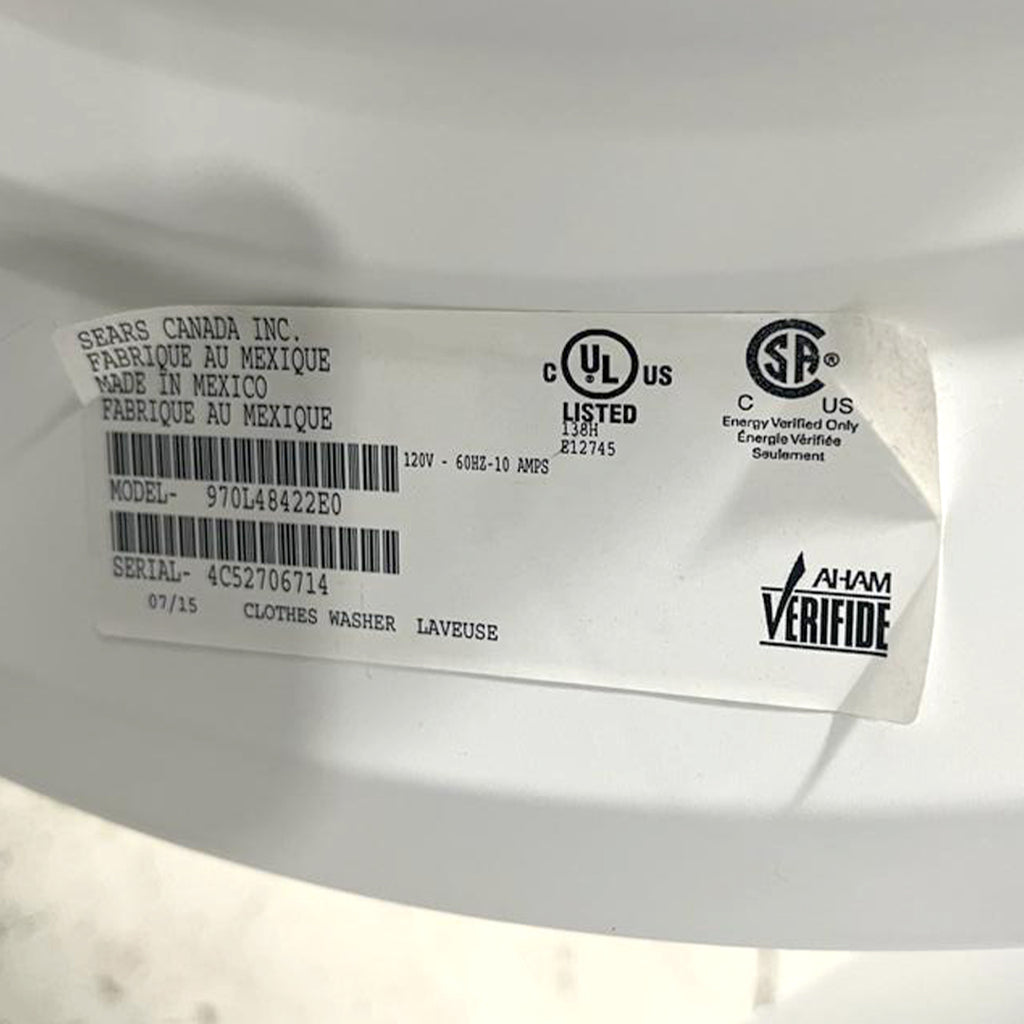 SEARS CANADA INC.
FABRIQUE AU MEXIQUE
MADE IN MEXICO
FABRIQUE AU MEXIQUE
120V - 60HZ-10 AMPS
MODEL- 970L48422E0
SERIAL- 4C52706714
07/15 CLOTHES WASHER LAVEUSE
C UL US
LISTED
138H
E12745
SA ®
C US
Energy Verified Only
Énergie Vérifiée
Seulement
AHAM
VERIFIDE